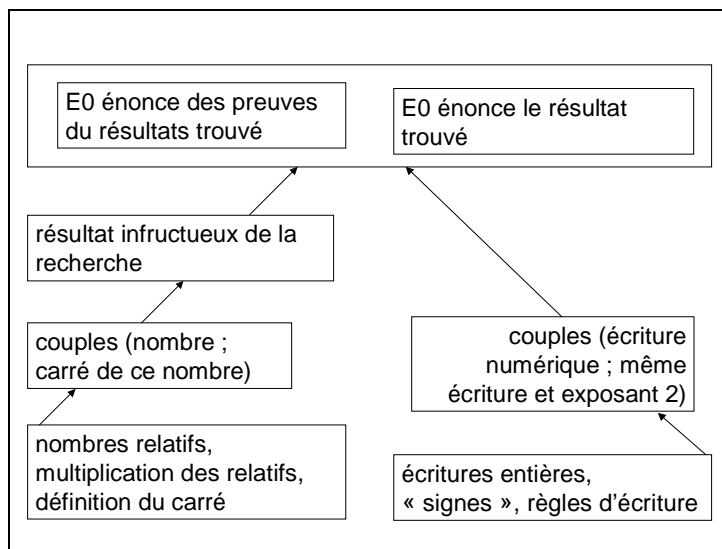 E0 énonce des preuves
du résultats trouvé
E0 énonce le résultat
trouvé
résultat infructueux de la
recherche
couples (nombre ;
carré de ce nombre)
couples (écriture
numérique ; même
écriture et exposant 2)
nombres relatifs,
multiplication des relatifs,
définition du carré
écritures entières,
« signes », règles d'écriture